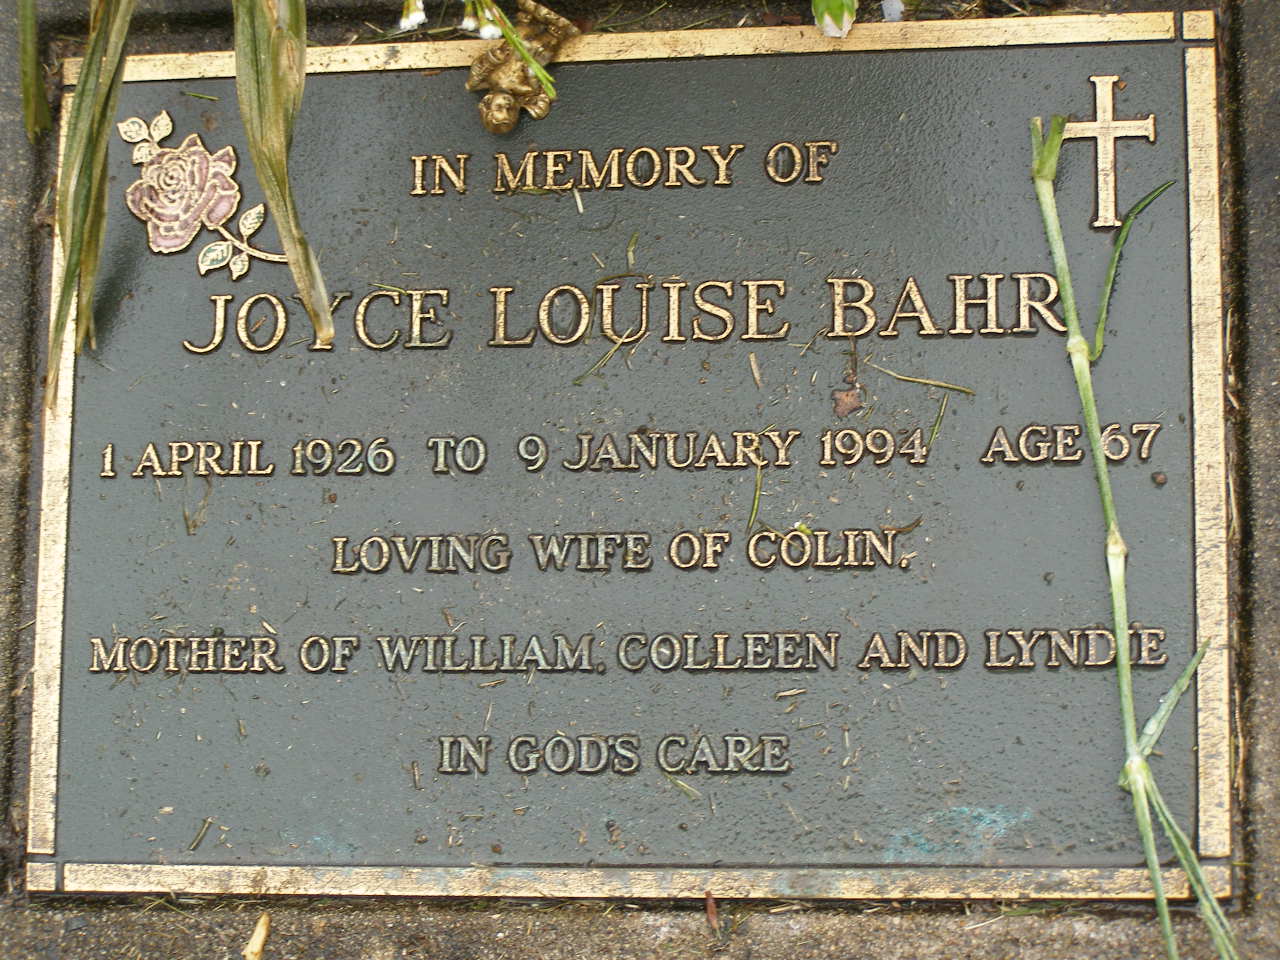 IN MEMORY OF
JOYCE LOUISE BAHR
1 APRIL 1926 TO 9 JANUARY 1994 AGE 67
LOVING WIFE OF COLIN.
MOTHER OF WILLIAM, COLLEEN AND LYNDIE
IN GOD'S CARE